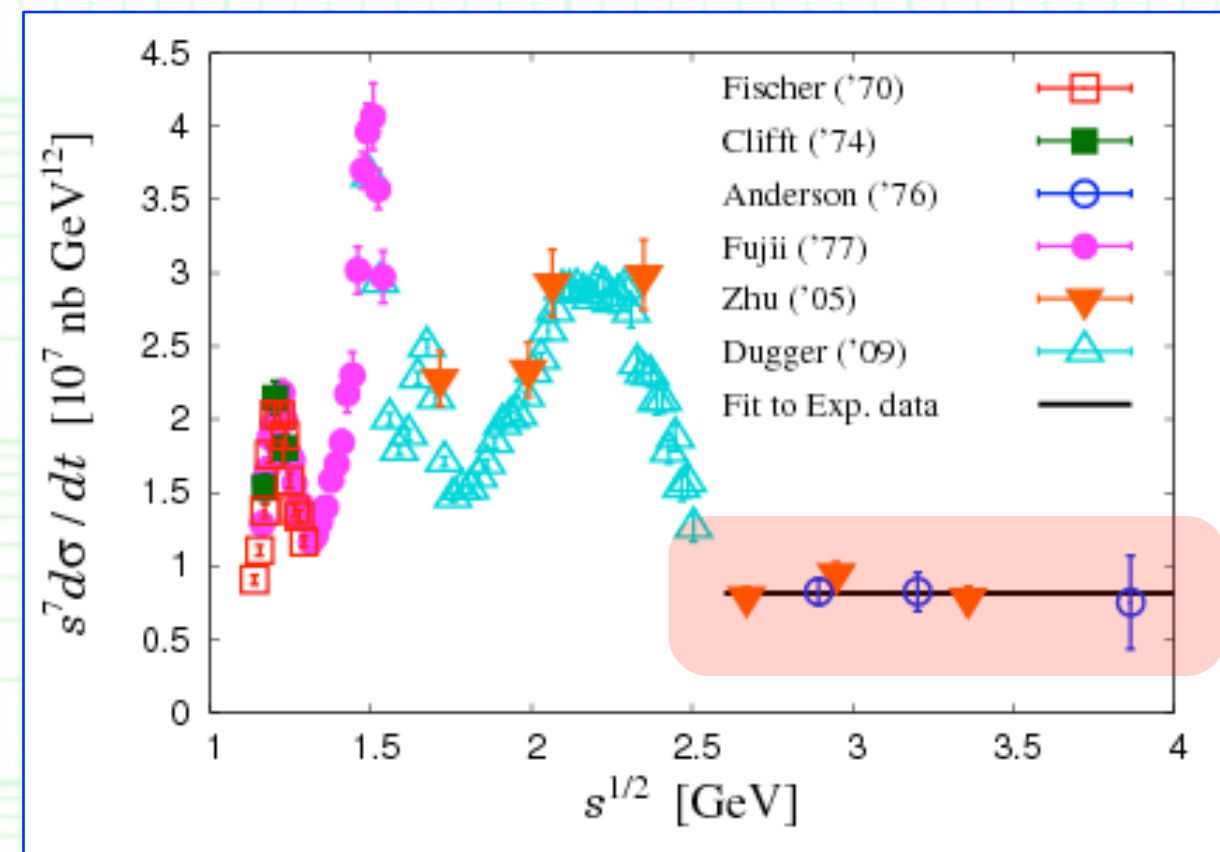 4.5
4
3.5
3
2.5
2
1.5
1
0.5
0
s⁷dσ / dt [10⁷ nb GeV¹²]
Fischer ('70)
Clifft ('74)
Anderson ('76)
Fujii ('77)
Zhu ('05)
Dugger ('09)
Fit to Exp. data
1 1.5 2 2.5 3 3.5 4
s^{1/2} [GeV]